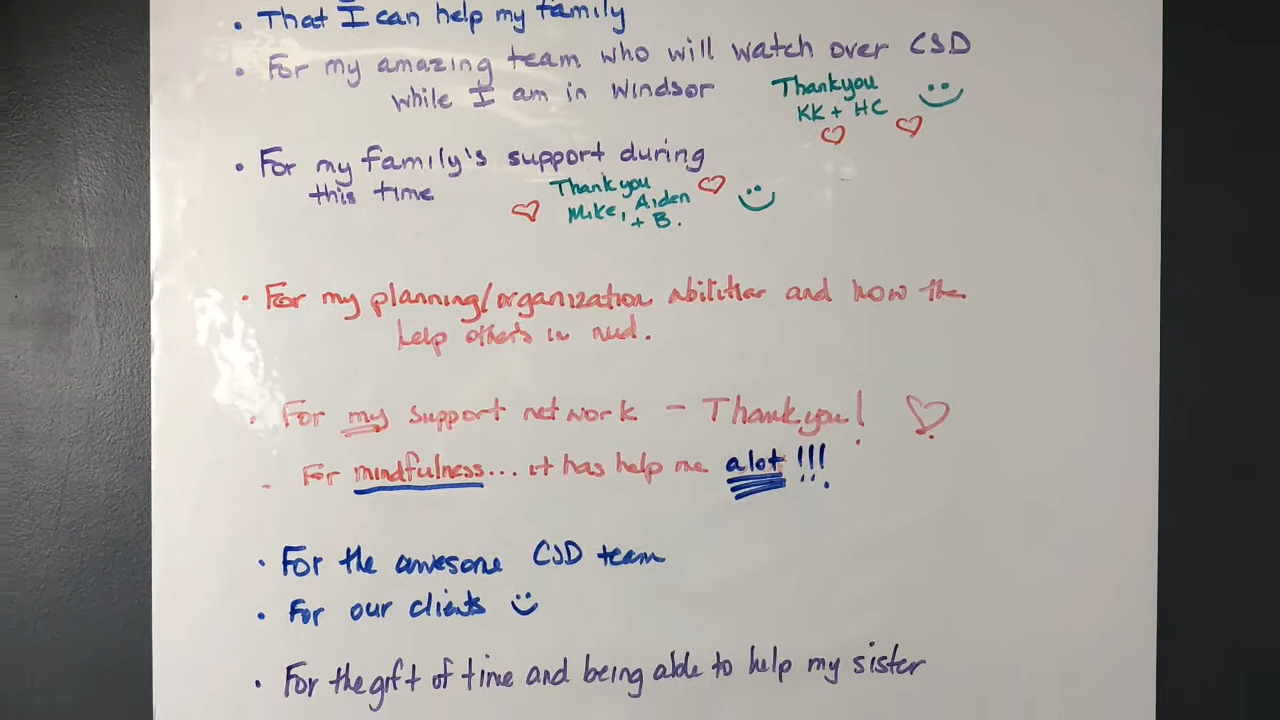 • That I can help my family
• For my amazing team who will watch over CSD
while I am in Windsor
Thankyou
KK + HC
• For my family's support during
this time
Thank you
Mike, Aiden
+ B.
• For my planning/organization abilities and how the
help others in need.
• For my support network - Thankyou!
- For mindfulness... it has help me alot!!!
• For the awesome CSD team
• For our clients
• For the gift of time and being able to help my sister